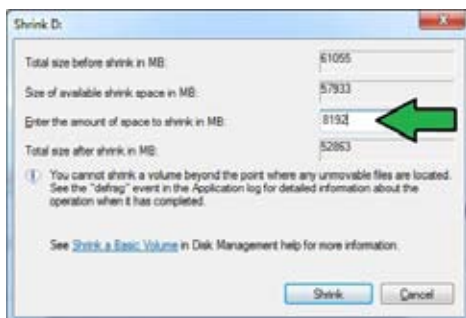 Shrink D:
Total size before shrink in MB: 61055
Size of available shrink space in MB: 57933
Enter the amount of space to shrink in MB: 8192
Total size after shrink in MB: 52863
You cannot shrink a volume beyond the point where any unmovable files are located.
See the "defrag" event in the Application log for detailed information about the
operation when it has completed.
See Shrink a Basic Volume in Disk Management help for more information.
Shrink Cancel